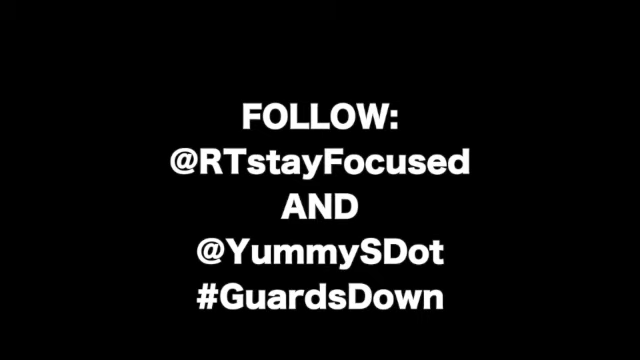 FOLLOW:
@RTstayFocused
AND
@YummySDot
#GuardsDown